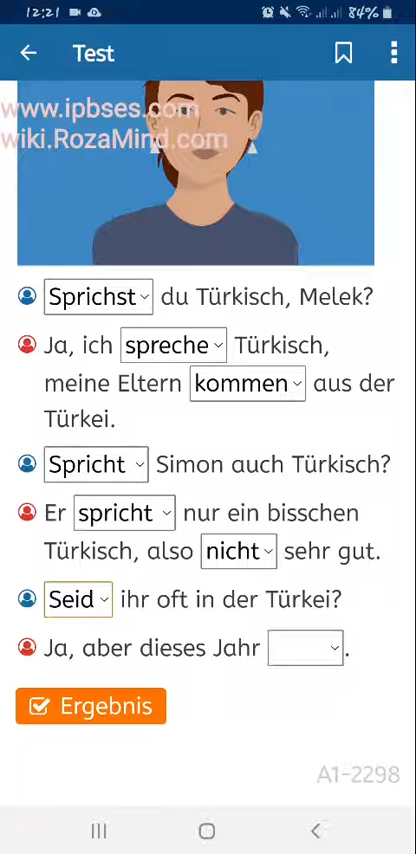 12:21 84%
Test
www.ipbses.com
wiki.RozaMind.com
Sprichst du Türkisch, Melek?
Ja, ich spreche Türkisch,
meine Eltern kommen aus der
Türkei.
Spricht Simon auch Türkisch?
Er spricht nur ein bisschen
Türkisch, also nicht sehr gut.
Seid ihr oft in der Türkei?
Ja, aber dieses Jahr .
Ergebnis
A1-2298